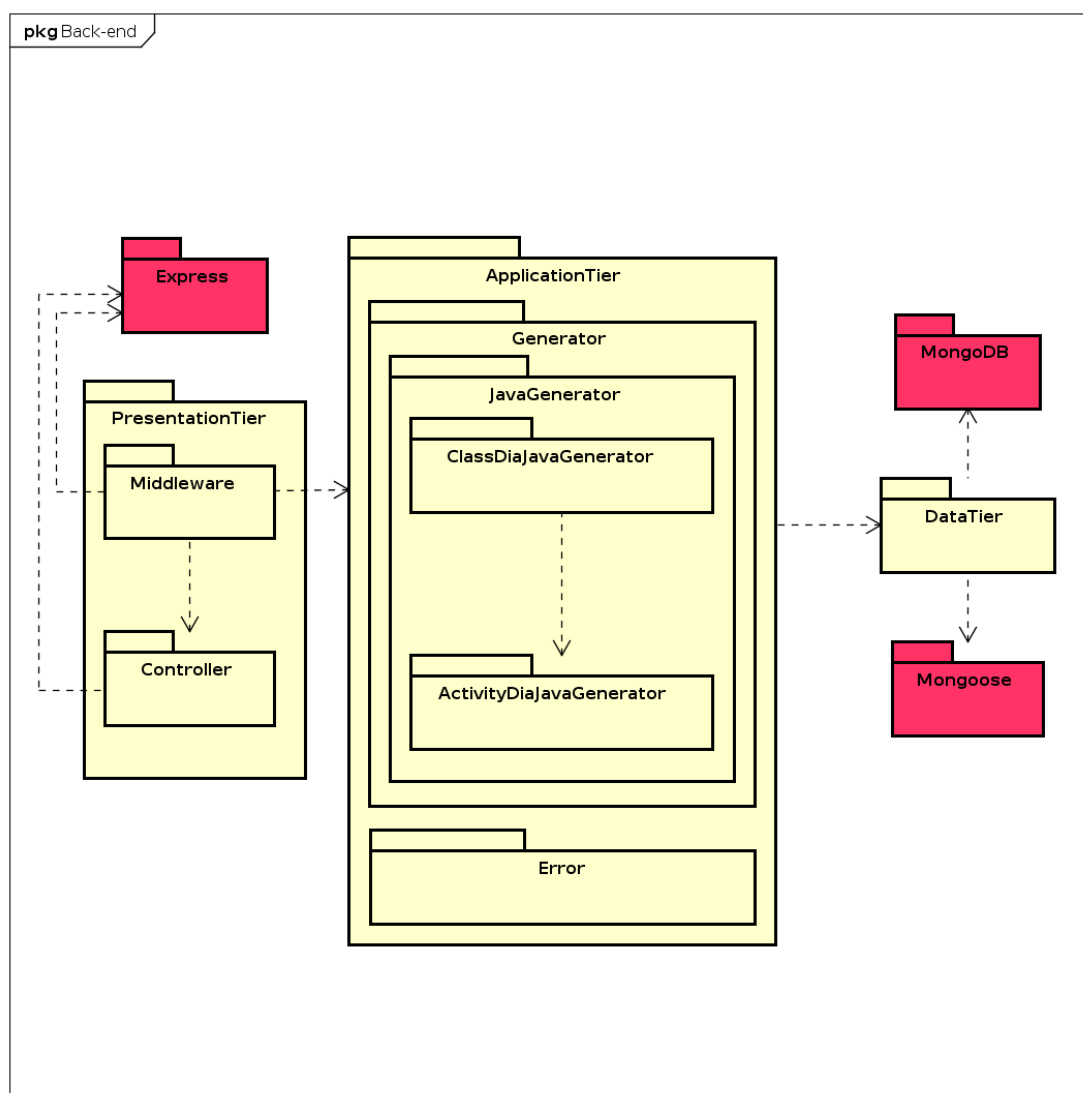 pkg Back-end
Express
ApplicationTier
Generator
MongoDB
JavaGenerator
PresentationTier
ClassDiaJavaGenerator
Middleware
DataTier
Controller
Mongoose
ActivityDiaJavaGenerator
Error